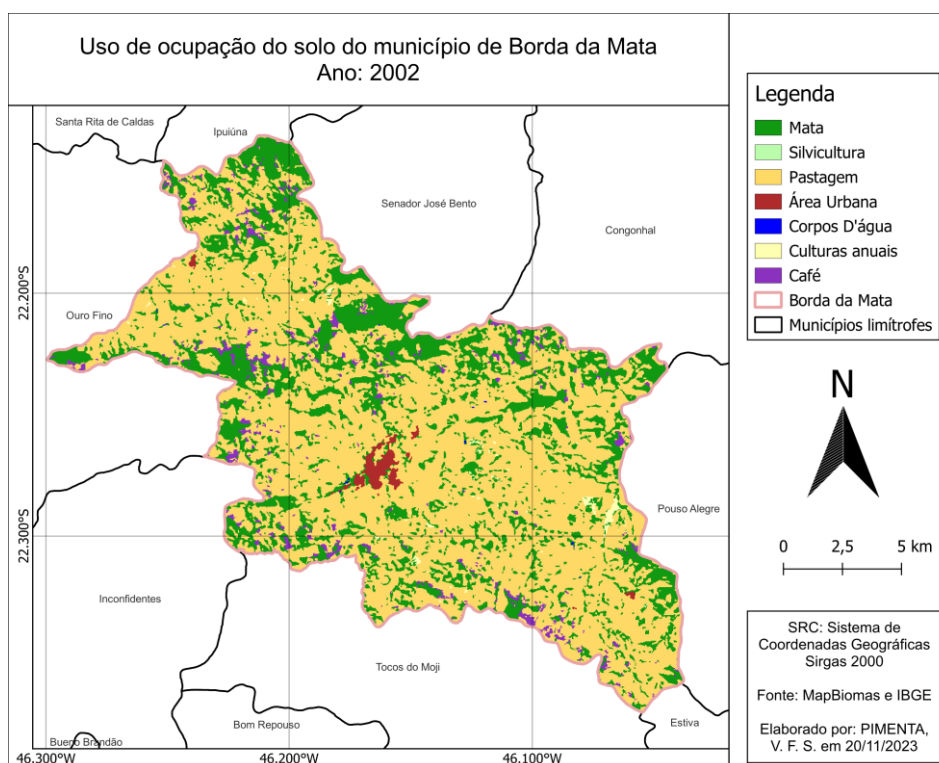 Uso de ocupação do solo do município de Borda da Mata
Ano: 2002
Santa Rita de Caldas
Ipuiúna
Senador José Bento
Congonhal
22.200°S
Ouro Fino
Pouso Alegre
22.300°S
Inconfidentes
Tocos do Moji
Bom Repouso
Estiva
Bueno Brandão
46.300°W
46.200°W
46.100°W
Legenda
Mata
Silvicultura
Pastagem
Área Urbana
Corpos D'água
Culturas anuais
Café
Borda da Mata
Municípios limítrofes
N
0 2,5 5 km
SRC: Sistema de
Coordenadas Geográficas
Sirgas 2000
Fonte: MapBiomas e IBGE
Elaborado por: PIMENTA,
V. F. S. em 20/11/2023